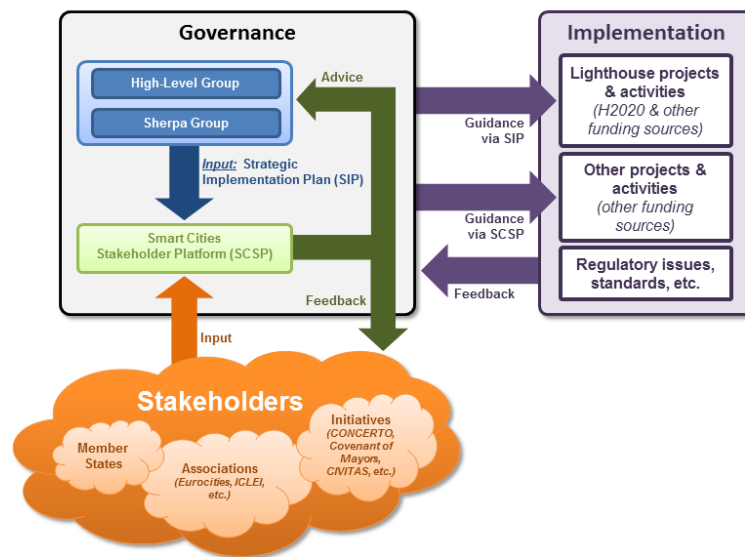 Governance
High-Level Group
Sherpa Group
Advice
Input: Strategic
Implementation Plan (SIP)
Smart Cities
Stakeholder Platform (SCSP)
Feedback
Input
Guidance
via SIP
Guidance
via SCSP
Feedback
Implementation
Lighthouse projects
& activities
(H2020 & other
funding sources)
Other projects &
activities
(other funding
sources)
Regulatory issues,
standards, etc.
Stakeholders
Member
States
Associations
(Eurocities, ICLEI,
etc.)
Initiatives
(CONCERTO,
Covenant of
Mayors,
CIVITAS, etc.)